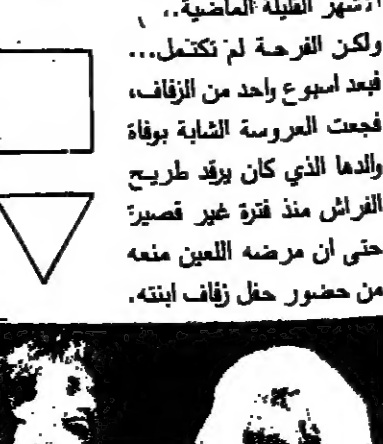 الأشهر القليلة الماضية..
ولكن الفرحة لم تكتمل...
فبعد اسبوع واحد من الزفاف،
فجعت العروسة الشابة بوفاة
والدها الذي كان يرقد طريح
الفراش منذ فترة غير قصيرة
حتى ان مرضه اللعين منعه
من حضور حفل زفاف ابنته.